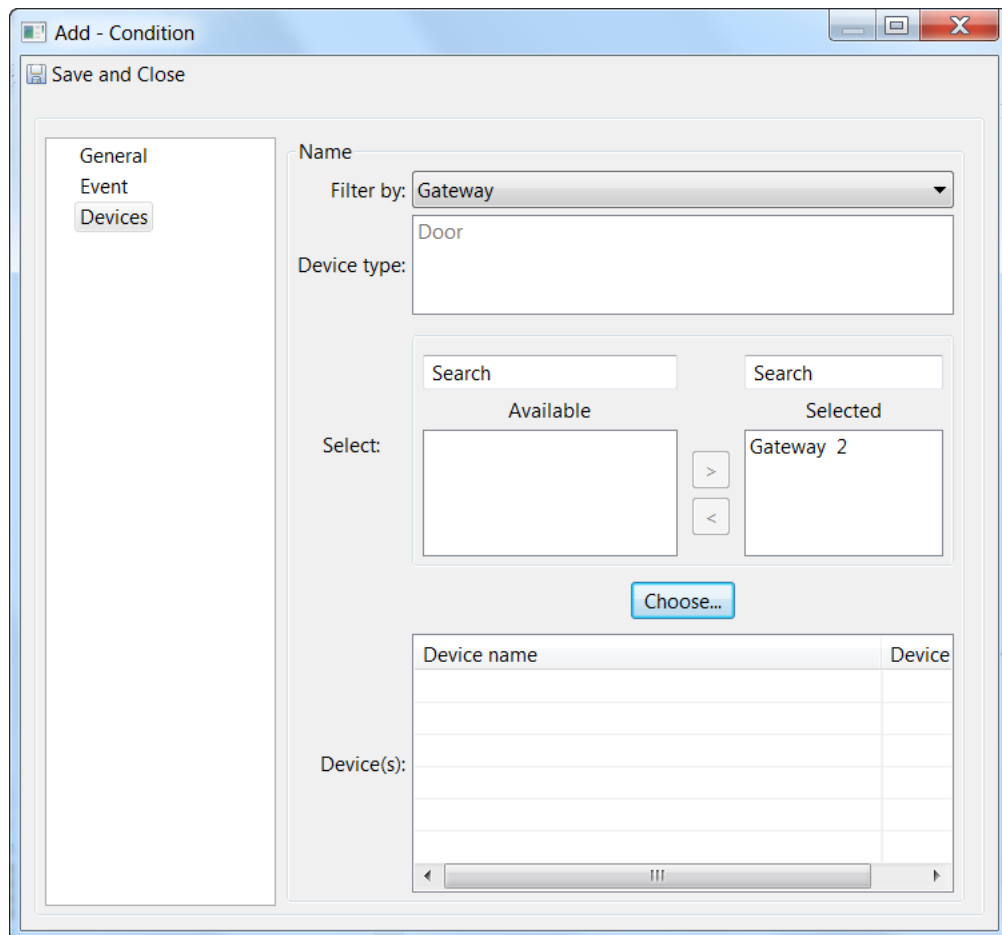 Add - Condition
Save and Close
General
Event
Devices
Name
Filter by: Gateway
Device type: Door
Search Search
Available Selected
Select:
Gateway 2
>
<
Choose...
Device name Device
Device(s):